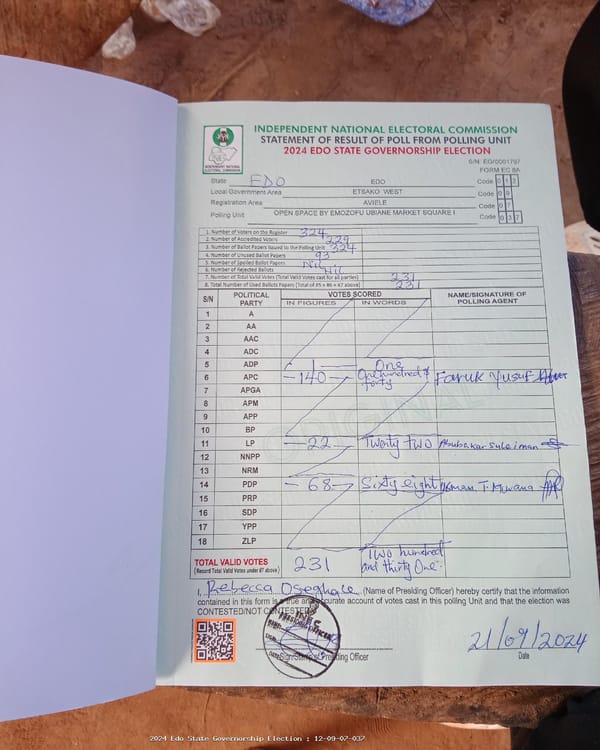 INDEPENDENT NATIONAL ELECTORAL COMMISSION
STATEMENT OF RESULT OF POLL FROM POLLING UNIT
2024 EDO STATE GOVERNORSHIP ELECTION
S/N: EG/0001797
FORM EC 8A
State EDO EDO Code 0 1 2
Local Government Area ETSAKO WEST Code 0 9
Registration Area AVIELE Code 0 7
Polling Unit OPEN SPACE BY EMOZOFU UBIANE MARKET SQUARE I Code 0 3 7
1. Number of Voters on the Register 324
2. Number of Accredited Voters
3. Number of Ballot Papers Issued to the Polling Unit 324
4. Number of Unused Ballot Papers 93
5. Number of Spoiled Ballot Papers Nil
6. Number of Rejected Ballots Nil
7. Number of Total Valid Votes (Total Valid Votes cast for all parties) 231
8. Total Number of Used Ballots Papers (Total of #5 + #6 + #7 above) 231
S/N POLITICAL PARTY VOTES SCORED NAME/SIGNATURE OF POLLING AGENT
IN FIGURES IN WORDS
1 A
2 AA
3 AAC
4 ADC
5 ADP 1 One
6 APC -140- One hundred & forty Faruk Yusuf
7 APGA
8 APM
9 APP
10 BP
11 LP -22- Twenty two Abubakar Suleiman
12 NNPP
13 NRM
14 PDP -68- Sixty eight
15 PRP
16 SDP
17 YPP
18 ZLP
TOTAL VALID VOTES 231 Two hundred and thirty One
(Record Total Valid Votes under #7 above)
I, Rebecca Oseghale (Name of Presiding Officer) hereby certify that the information
contained in this form is a true and accurate account of votes cast in this polling Unit and that the election was
CONTESTED/NOT CONTESTED
Sign/Stamp of Presiding Officer
21/09/2024
Date
2024 Edo State Governorship Election : 12-09-07-037